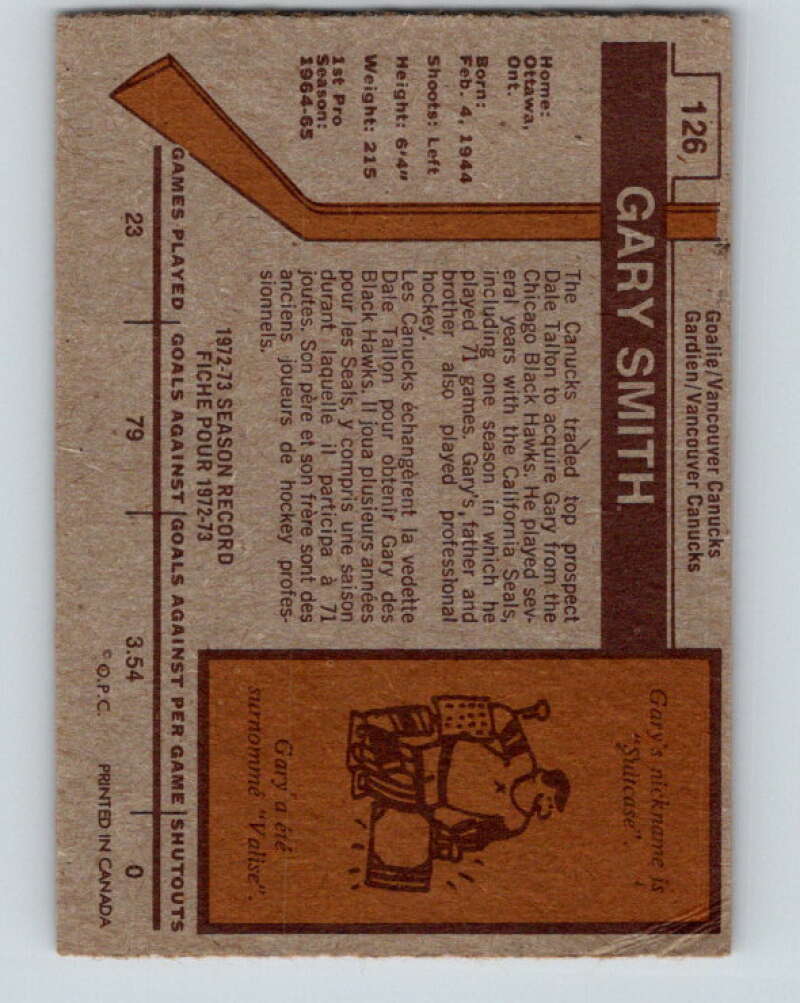 126
Goalie/Vancouver Canucks
Gardien/Vancouver Canucks
GARY SMITH
Home:
Ottawa,
Ont.
Born:
Feb. 4, 1944
Shoots: Left
Height: 6'4"
Weight: 215
1st Pro
Season:
1964-65
The Canucks traded top prospect
Dale Tallon to acquire Gary from the
Chicago Black Hawks. He played sev-
eral years with the California Seals,
including one season in which he
played 71 games. Gary's father and
brother also played professional
hockey.
Les Canucks échangèrent la vedette
Dale Tallon pour obtenir Gary des
Black Hawks. Il joua plusieurs années
pour les Seals, y compris une saison
durant laquelle il participa à 71
joutes. Son père et son frère sont des
anciens joueurs de hockey profes-
sionnels.
Gary's nickname is
"Suitcase".
Gary a été
surnommé "Valise".
1972-73 SEASON RECORD
FICHE POUR 1972-73
GAMES PLAYED GOALS AGAINST GOALS AGAINST PER GAME SHUTOUTS
23 79 3.54 0
© O.P.C. PRINTED IN CANADA